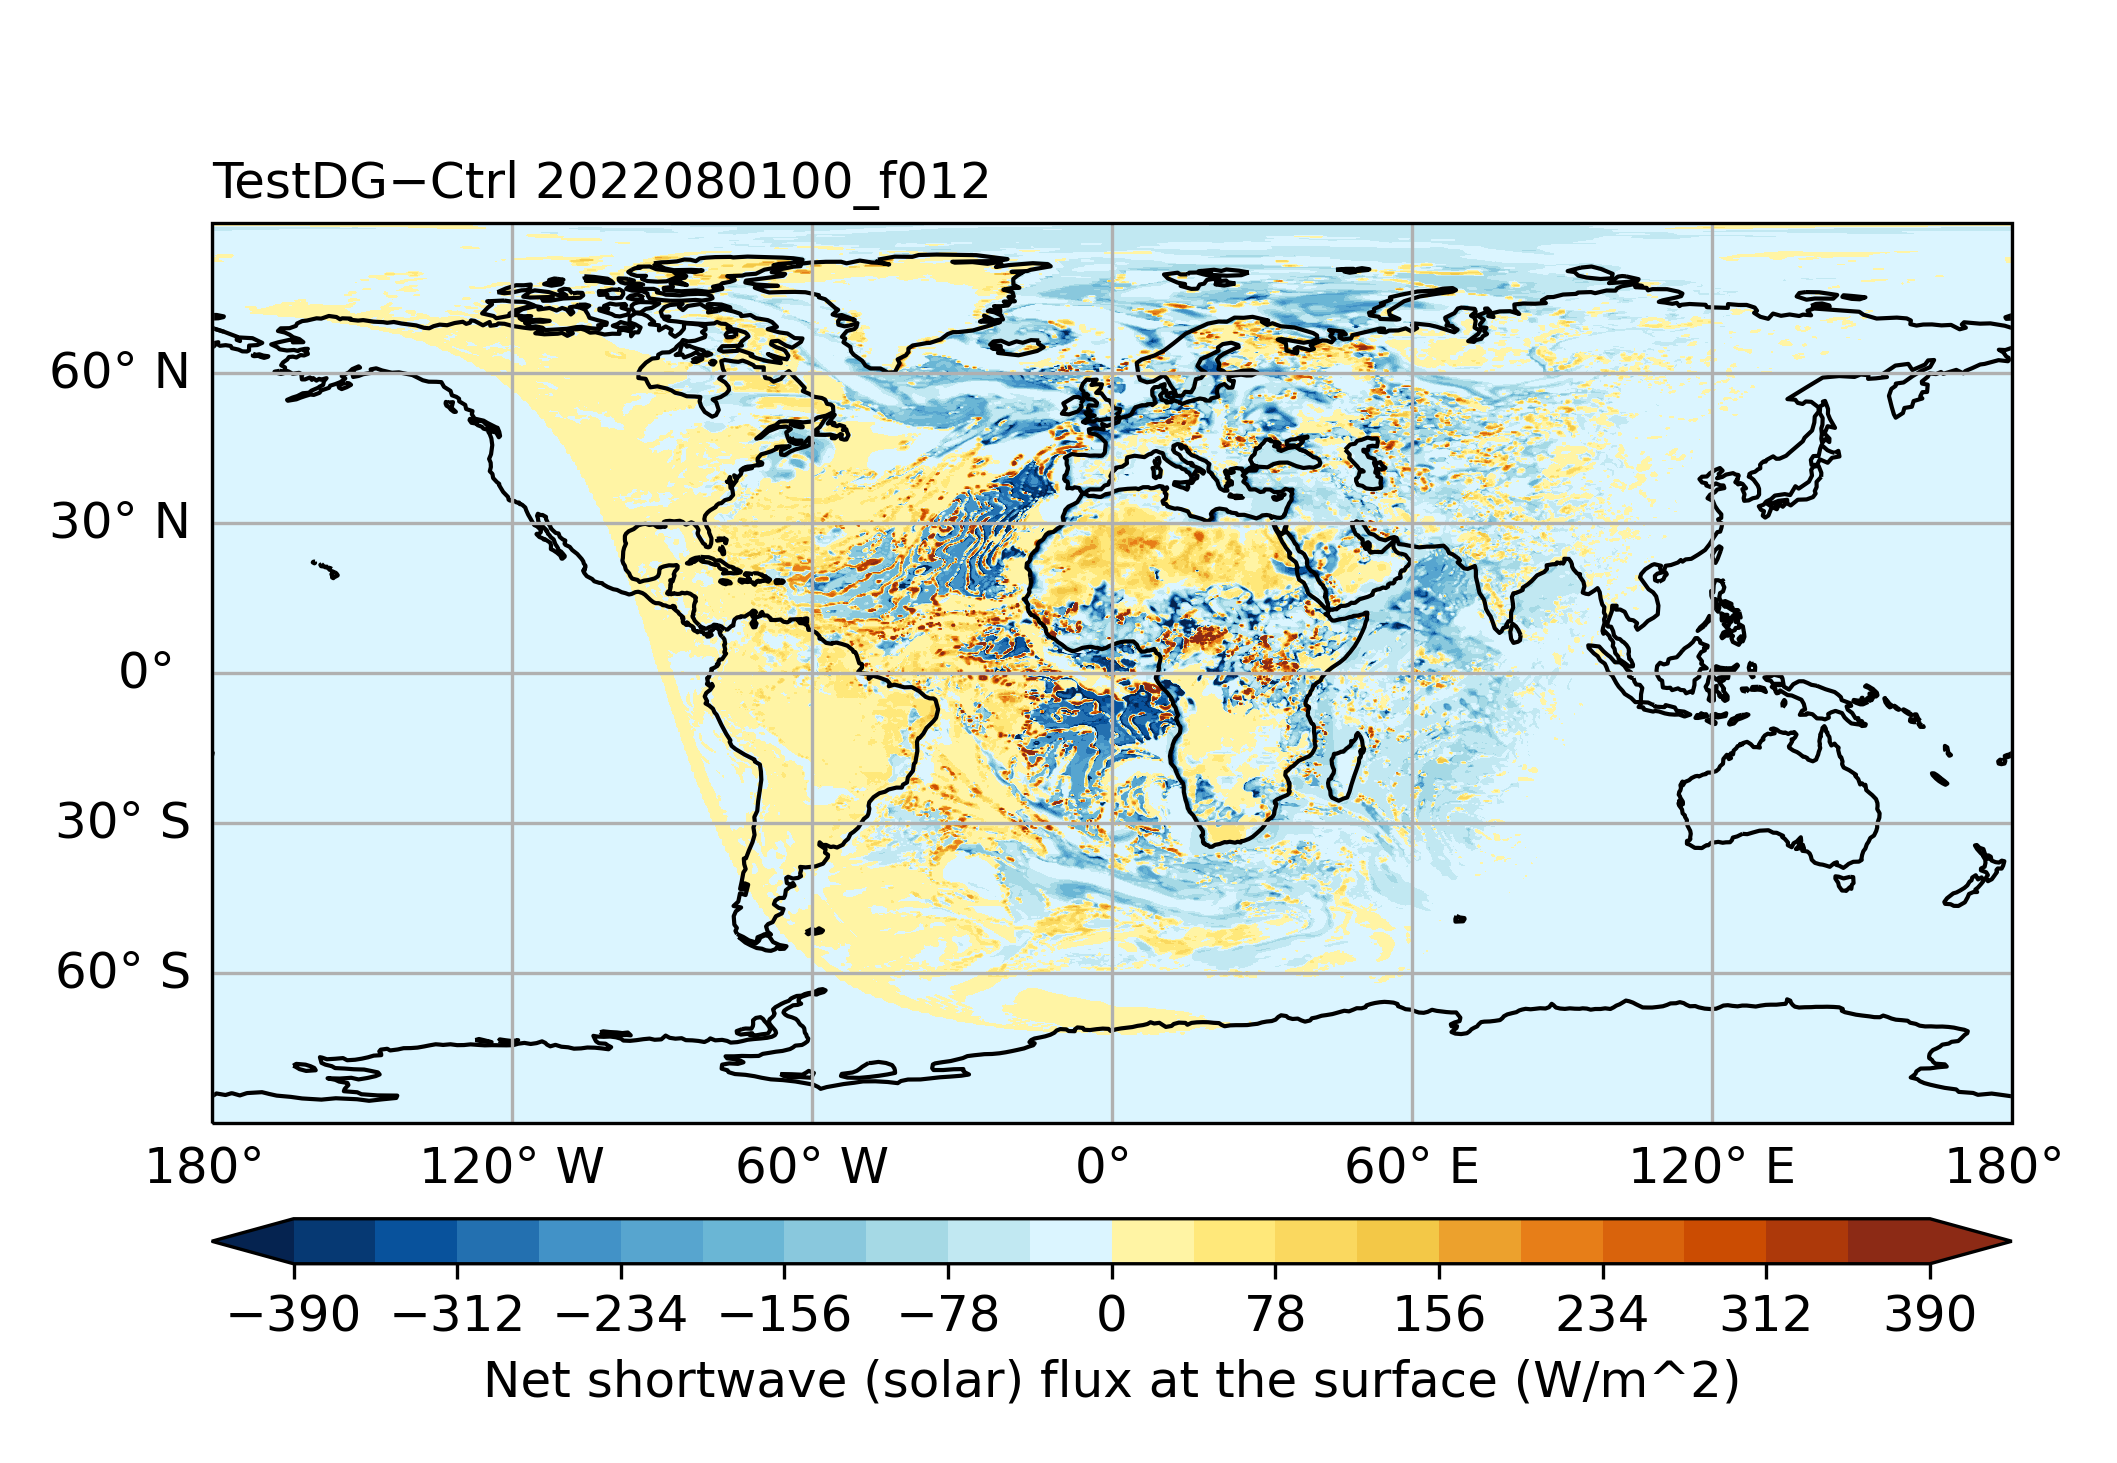 TestDG−Ctrl 2022080100_f012
60° N
30° N
0°
30° S
60° S
180° 120° W 60° W 0° 60° E 120° E 180°
−390 −312 −234 −156 −78 0 78 156 234 312 390
Net shortwave (solar) flux at the surface (W/m^2)